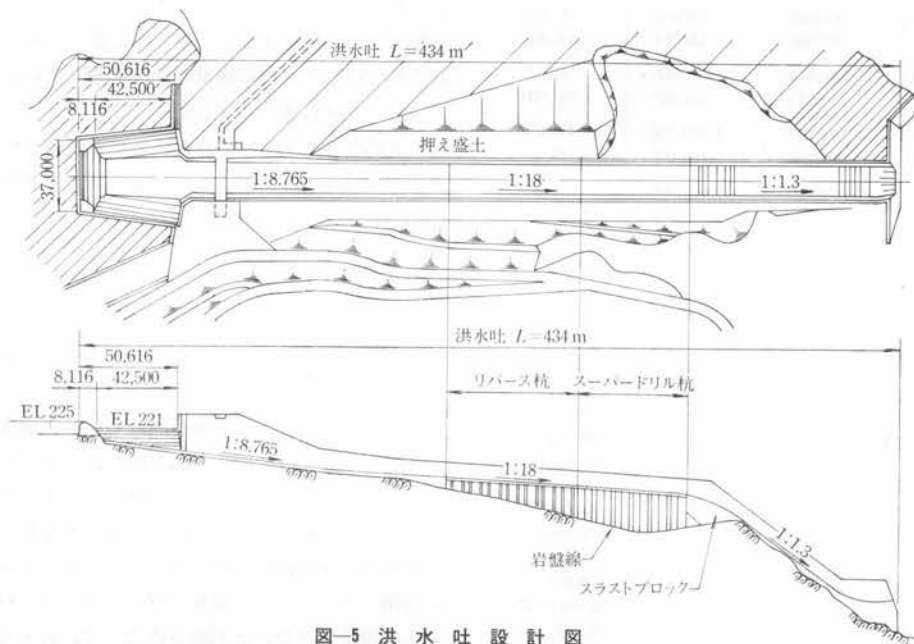 洪水吐 L=434 m
50,616
42,500
8,116
37,000
押え盛土
1:8.765
1:18
1:1.3
洪水吐 L=434 m
50,616
8,116 42,500
リバース杭 スーパードリル杭
EL 225
EL 221
1:8.765
1:18
1:1.3
岩盤線
スラストブロック
図—5 洪水吐設計図